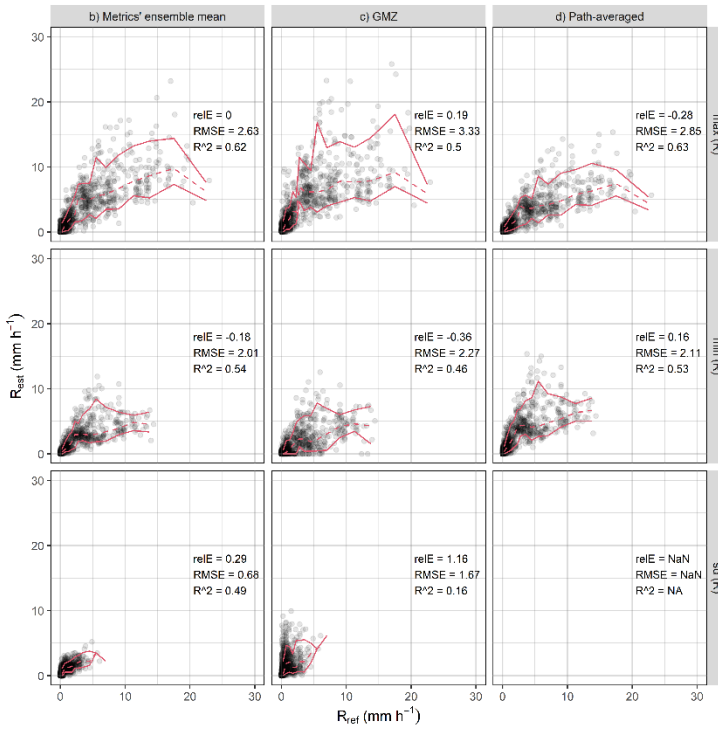 b) Metrics' ensemble mean
c) GMZ
d) Path-averaged
30
20
10
0
relE = 0
RMSE = 2.63
R^2 = 0.62
relE = 0.19
RMSE = 3.33
R^2 = 0.5
relE = -0.28
RMSE = 2.85
R^2 = 0.63
max (R)
30
20
10
0
relE = -0.18
RMSE = 2.01
R^2 = 0.54
relE = -0.36
RMSE = 2.27
R^2 = 0.46
relE = 0.16
RMSE = 2.11
R^2 = 0.53
min (R)
30
20
10
0
relE = 0.29
RMSE = 0.68
R^2 = 0.49
relE = 1.16
RMSE = 1.67
R^2 = 0.16
relE = NaN
RMSE = NaN
R^2 = NA
sd (R)
0 10 20 30
0 10 20 30
0 10 20 30
R_est (mm h⁻¹)
R_ref (mm h⁻¹)